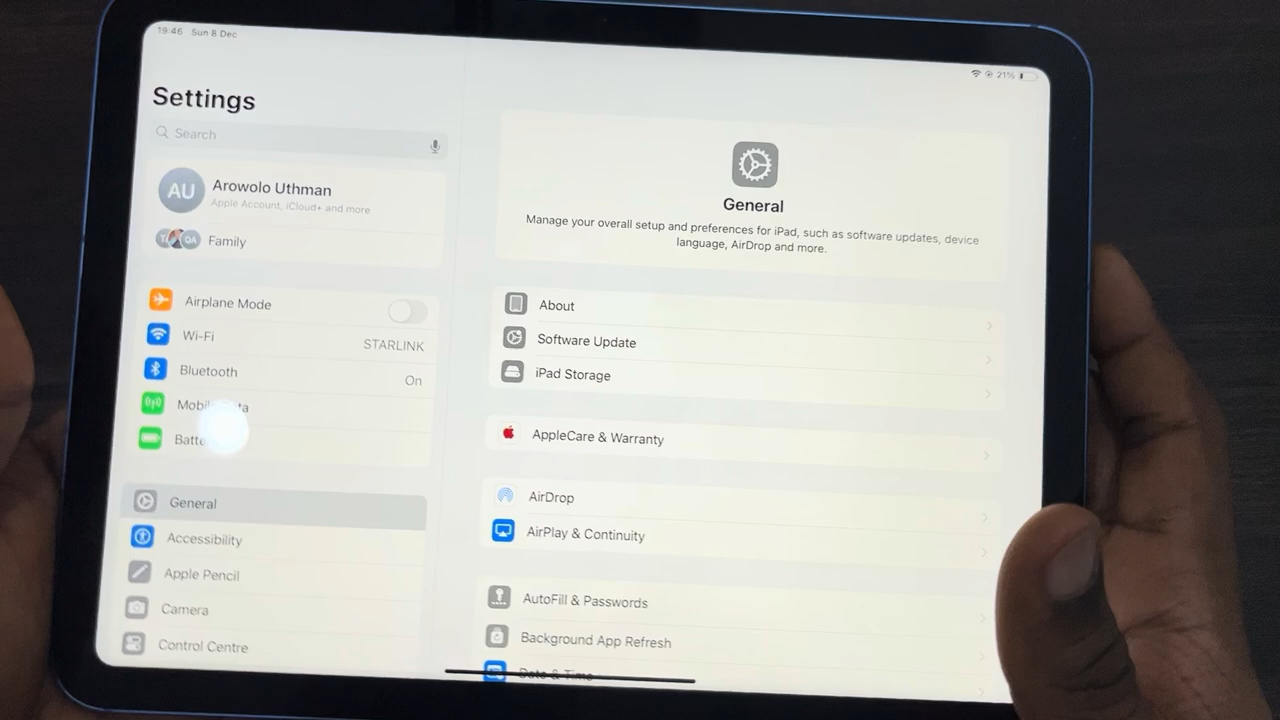 19:46 Sun 8 Dec
21%
Settings
Search
AU
Arowolo Uthman
Apple Account, iCloud+ and more
Family
Airplane Mode
Wi-Fi
STARLINK
Bluetooth
On
Battery
General
Accessibility
Apple Pencil
Camera
Control Centre
General
Manage your overall setup and preferences for iPad, such as software updates, device
language, AirDrop and more.
About
Software Update
iPad Storage
AppleCare & Warranty
AirDrop
AirPlay & Continuity
AutoFill & Passwords
Background App Refresh
Date & Time